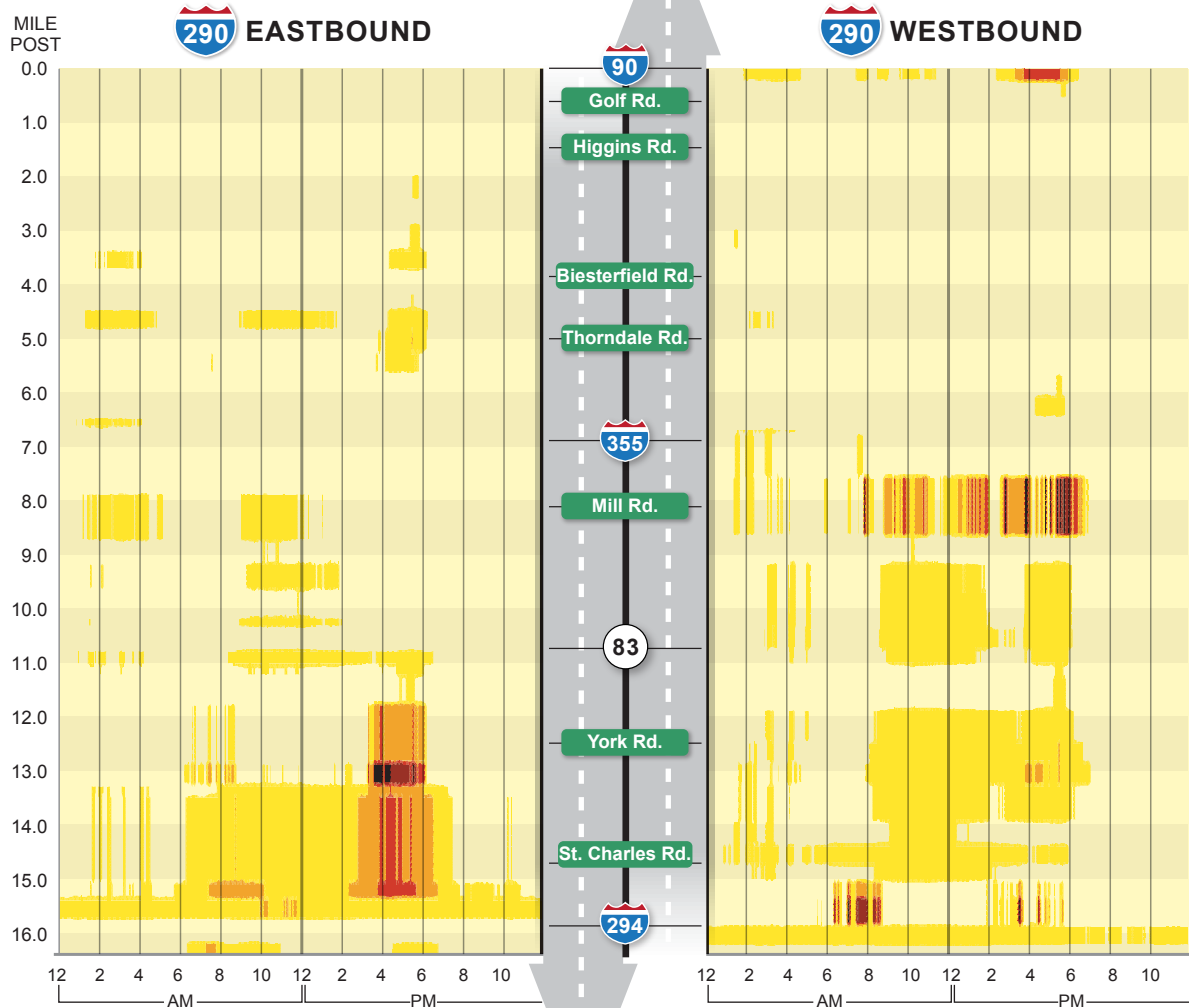 MILE
POST
290 EASTBOUND
290 WESTBOUND
0.0
1.0
2.0
3.0
4.0
5.0
6.0
7.0
8.0
9.0
10.0
11.0
12.0
13.0
14.0
15.0
16.0
90
Golf Rd.
Higgins Rd.
Biesterfield Rd.
Thorndale Rd.
355
Mill Rd.
83
York Rd.
St. Charles Rd.
294
12 2 4 6 8 10 12 2 4 6 8 10
AM PM
12 2 4 6 8 10 12 2 4 6 8 10
AM PM